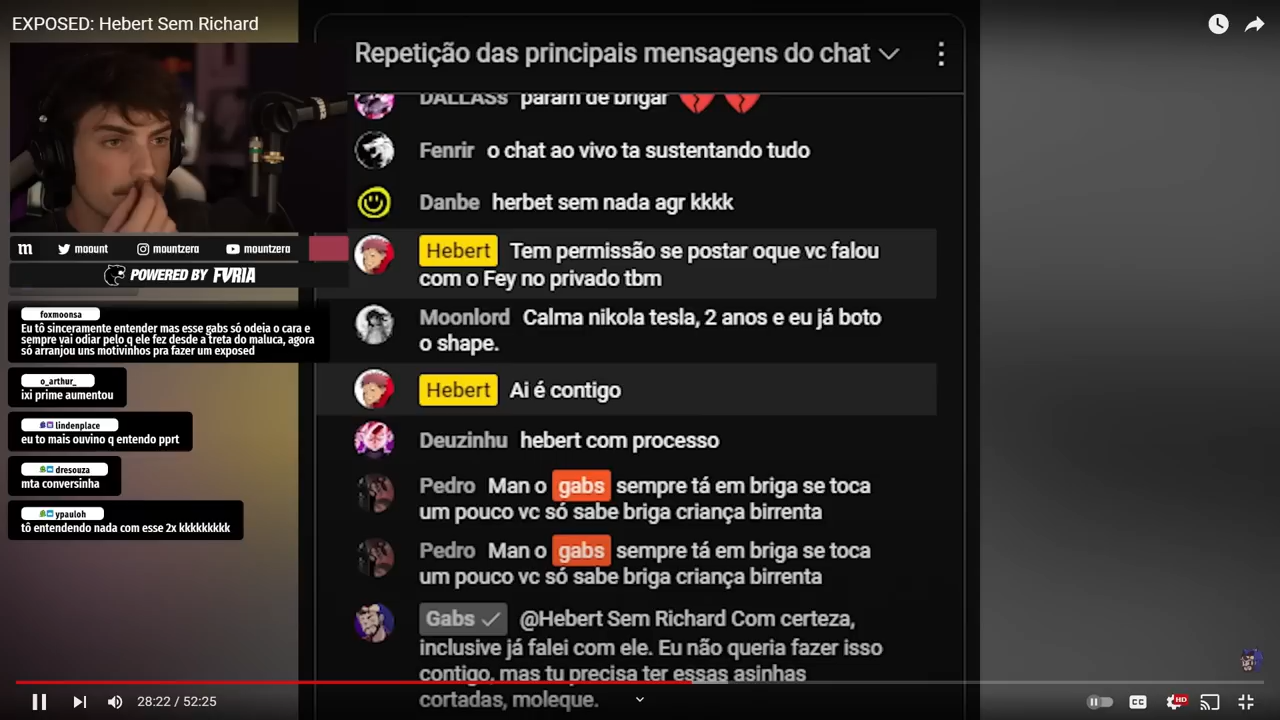 EXPOSED: Hebert Sem Richard
Repetição das principais mensagens do chat
DALLASs param de brigar
Fenrir o chat ao vivo ta sustentando tudo
Danbe herbet sem nada agr kkkk
Hebert Tem permissão se postar oque vc falou
com o Fey no privado tbm
Moonlord Calma nikola tesla, 2 anos e eu já boto
o shape.
Hebert Ai é contigo
Deuzinhu hebert com processo
Pedro Man o gabs sempre tá em briga se toca
um pouco vc só sabe briga criança birrenta
Pedro Man o gabs sempre tá em briga se toca
um pouco vc só sabe briga criança birrenta
Gabs @Hebert Sem Richard Com certeza,
inclusive já falei com ele. Eu não queria fazer isso
contigo, mas tu precisa ter essas asinhas
cortadas, moleque.
m moount mountzera mountzera
POWERED BY FVRIA
foxmoonsa
Eu tô sinceramente entender mas esse gabs só odeia o cara e
sempre vai odiar pelo q ele fez desde a treta do maluca, agora
só arranjou uns motivinhos pra fazer um exposed
o_arthur_
ixi prime aumentou
lindenplace
eu to mais ouvino q entendo pprt
dresouza
mta conversinha
ypauloh
tô entendendo nada com esse 2x kkkkkkkkk
28:22 / 52:25
CC
HD